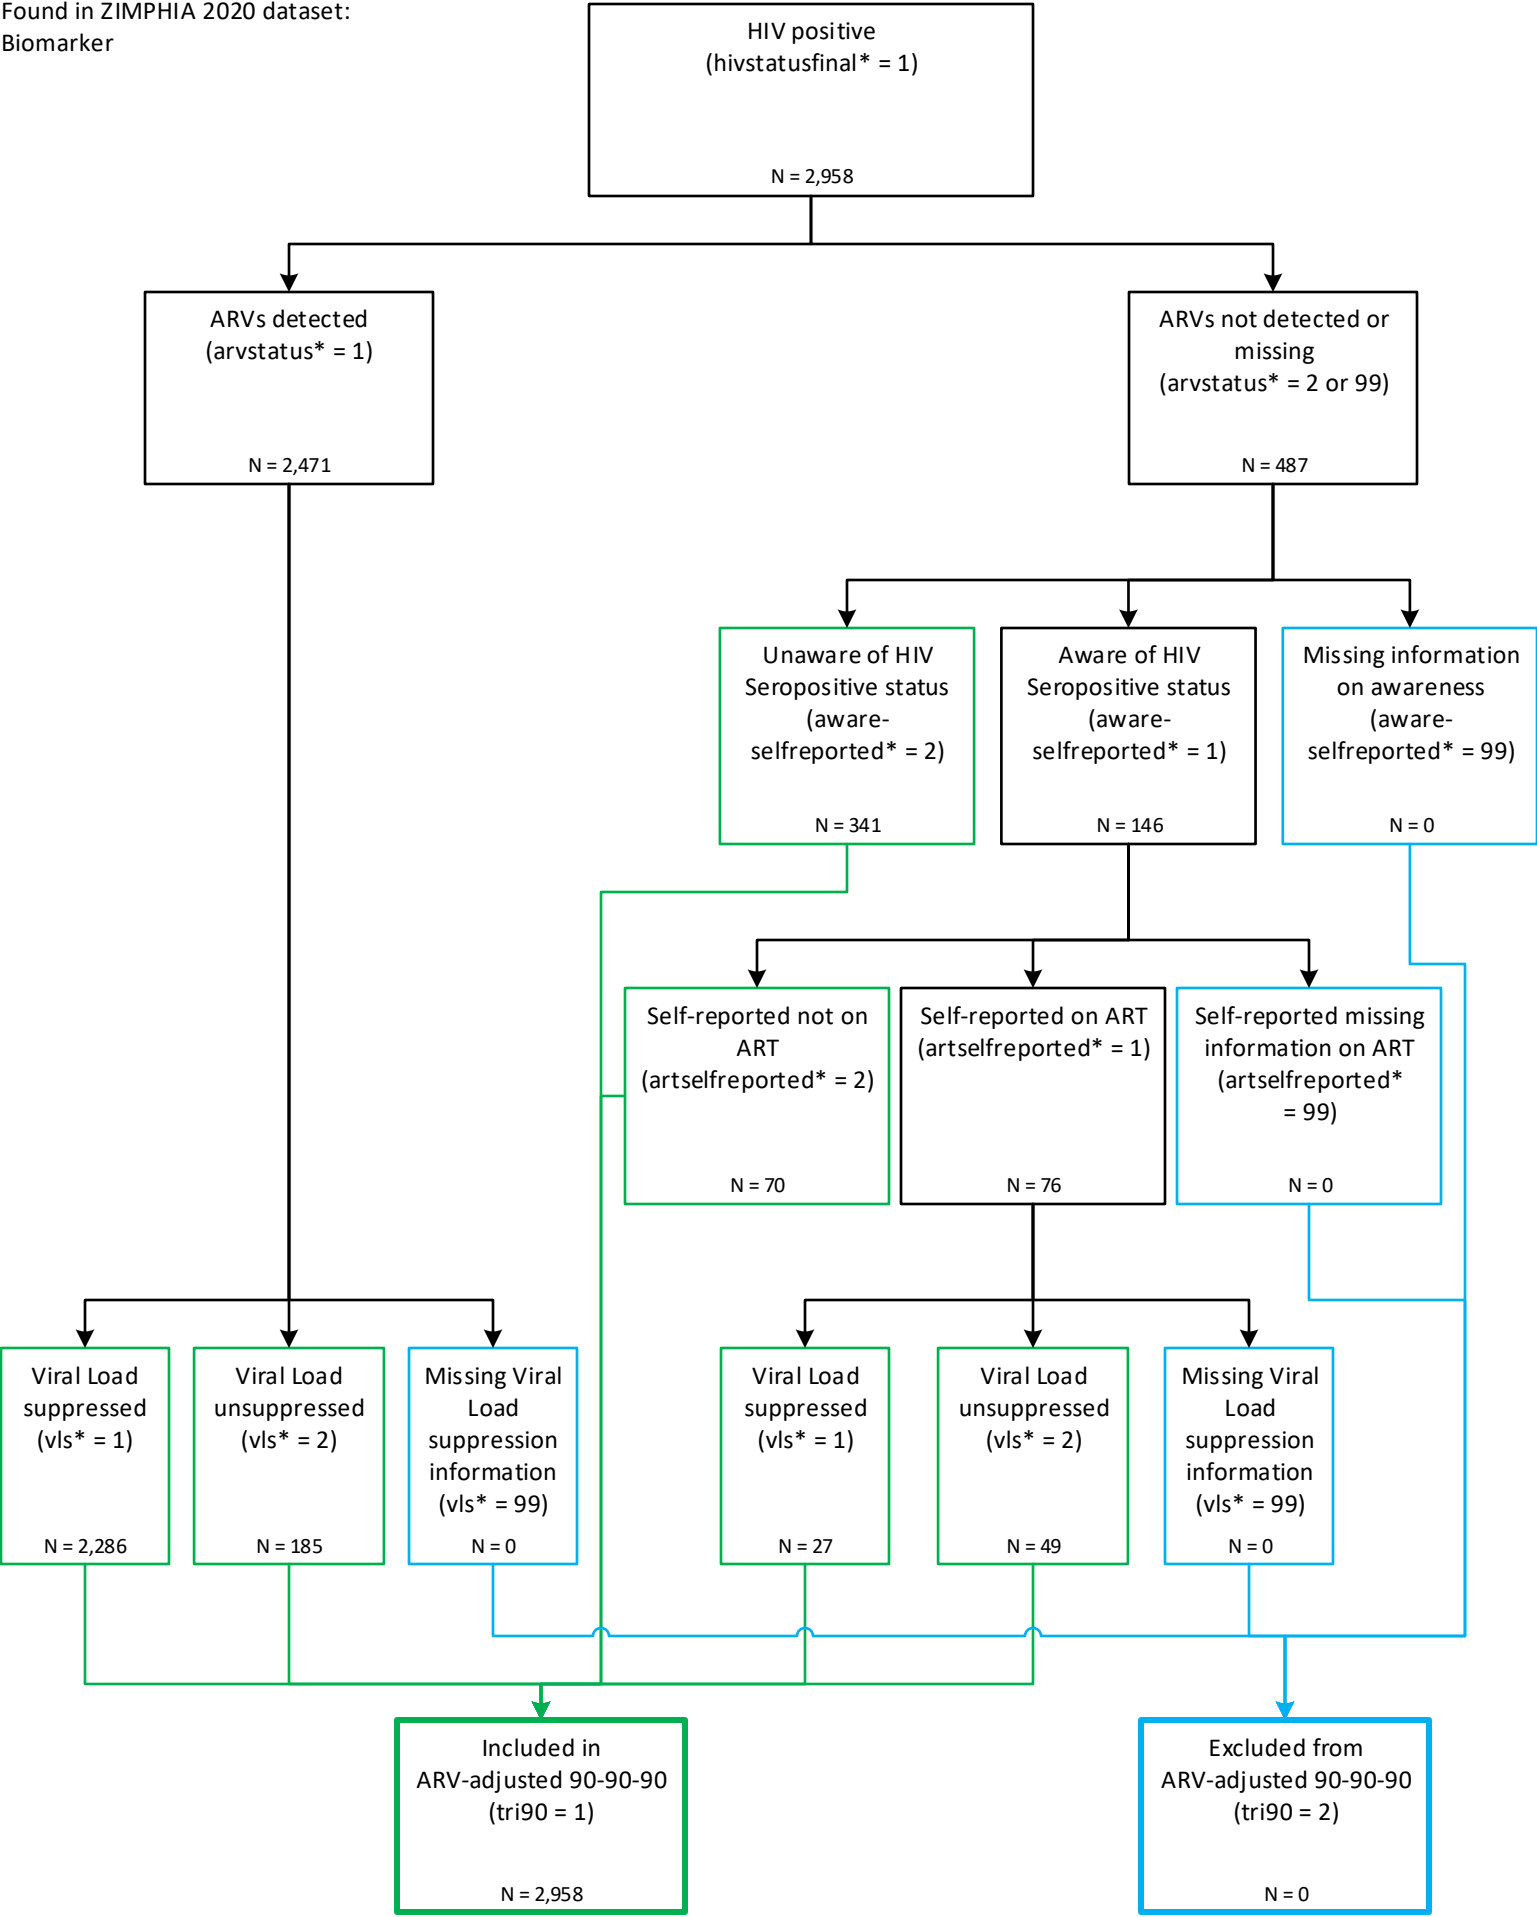 Found in ZIMPHIA 2020 dataset:
Biomarker
HIV positive
(hivstatusfinal* = 1)
N = 2,958
ARVs detected
(arvstatus* = 1)
N = 2,471
ARVs not detected or
missing
(arvstatus* = 2 or 99)
N = 487
Unaware of HIV
Seropositive status
(aware-
selfreported* = 2)
N = 341
Aware of HIV
Seropositive status
(aware-
selfreported* = 1)
N = 146
Missing information
on awareness
(aware-
selfreported* = 99)
N = 0
Self-reported not on
ART
(artselfreported* = 2)
N = 70
Self-reported on ART
(artselfreported* = 1)
N = 76
Self-reported missing
information on ART
(artselfreported*
= 99)
N = 0
Viral Load
suppressed
(vls* = 1)
N = 2,286
Viral Load
unsuppressed
(vls* = 2)
N = 185
Missing Viral
Load
suppression
information
(vls* = 99)
N = 0
Viral Load
suppressed
(vls* = 1)
N = 27
Viral Load
unsuppressed
(vls* = 2)
N = 49
Missing Viral
Load
suppression
information
(vls* = 99)
N = 0
Included in
ARV-adjusted 90-90-90
(tri90 = 1)
N = 2,958
Excluded from
ARV-adjusted 90-90-90
(tri90 = 2)
N = 0